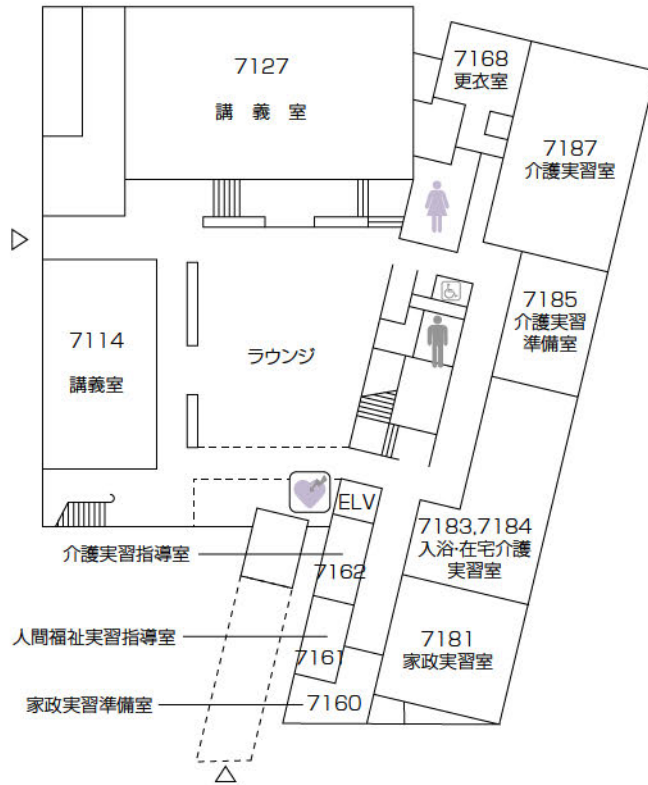 7127
講義室
7168
更衣室
7187
介護実習室
7185
介護実習
準備室
7114
講義室
ラウンジ
ELV
7183,7184
入浴・在宅介護
実習室
介護実習指導室
7162
人間福祉実習指導室
7161
7181
家政実習室
家政実習準備室
7160